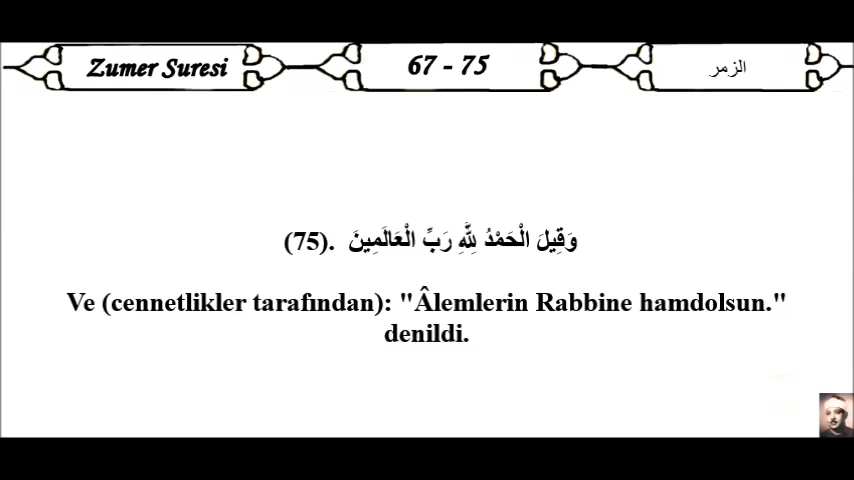 Zumer Suresi
67 - 75
الزمر
وَقِيلَ الْحَمْدُ لِلَّهِ رَبِّ الْعَالَمِينَ .(75)
Ve (cennetlikler tarafından): "Âlemlerin Rabbine hamdolsun."
denildi.